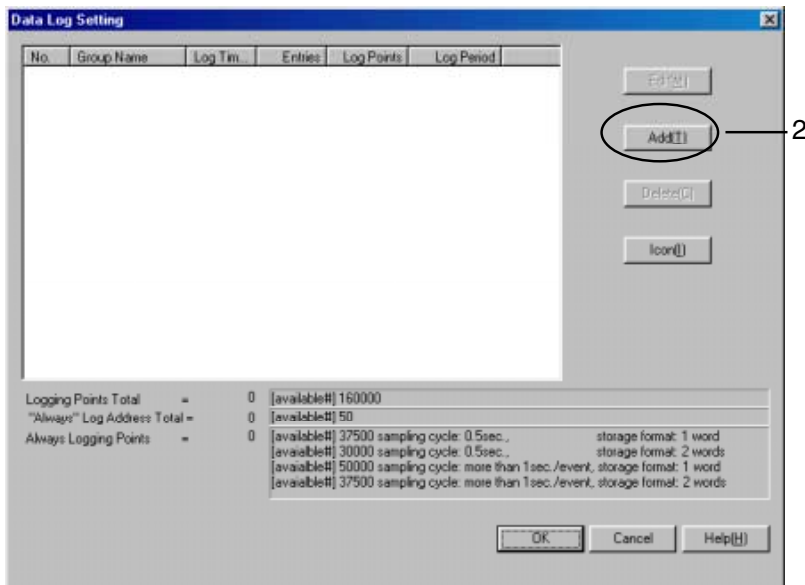 Data Log Setting
No. Group Name Log Tim... Entries Log Points Log Period
Add(T)
2
Delete(C)
Icon(I)
Logging Points Total = 0 [available#] 160000
"Always" Log Address Total = 0 [available#] 50
Always Logging Points = 0 [available#] 37500 sampling cycle: 0.5sec., storage format: 1 word
[avaialble#] 30000 sampling cycle: 0.5sec., storage format: 2 words
[avaialble#] 50000 sampling cycle: more than 1sec./event, storage format: 1 word
[avaialble#] 37500 sampling cycle: more than 1sec./event, storage format: 2 words
OK Cancel Help(H)